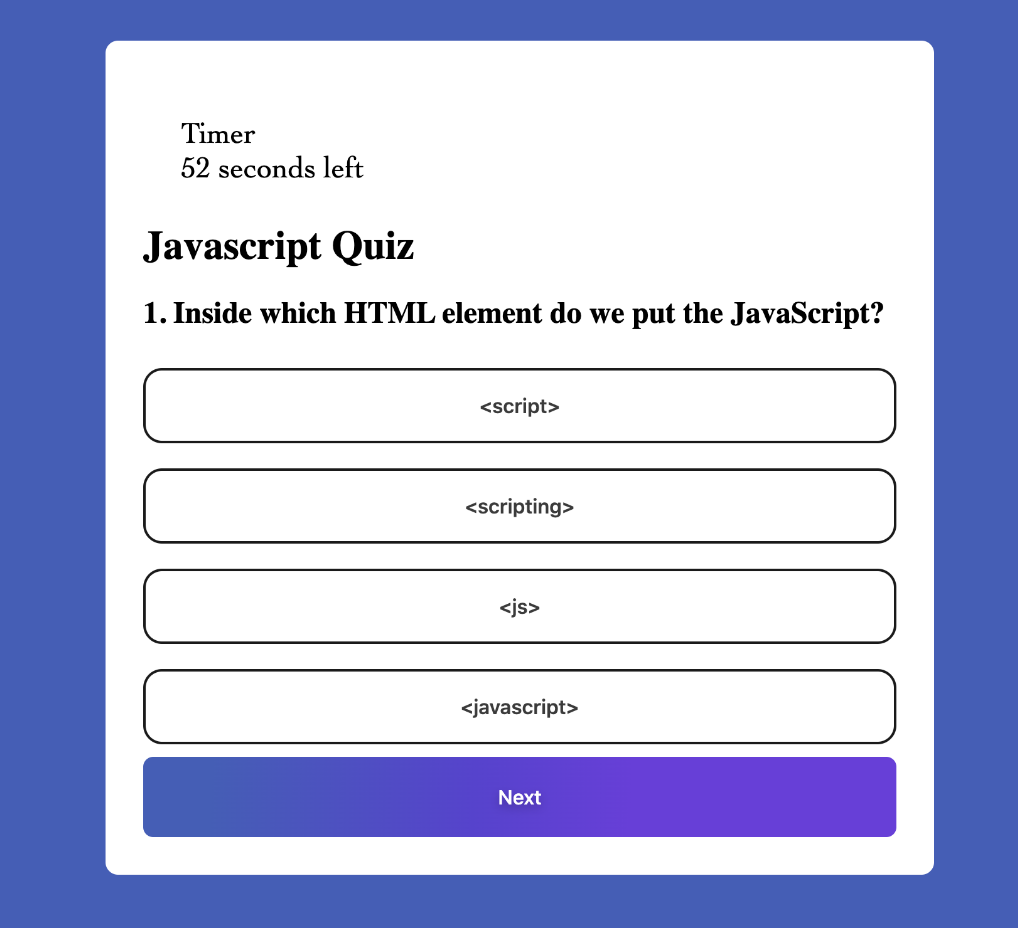 Timer
52 seconds left
Javascript Quiz
1. Inside which HTML element do we put the JavaScript?
<script>
<scripting>
<js>
<javascript>
Next